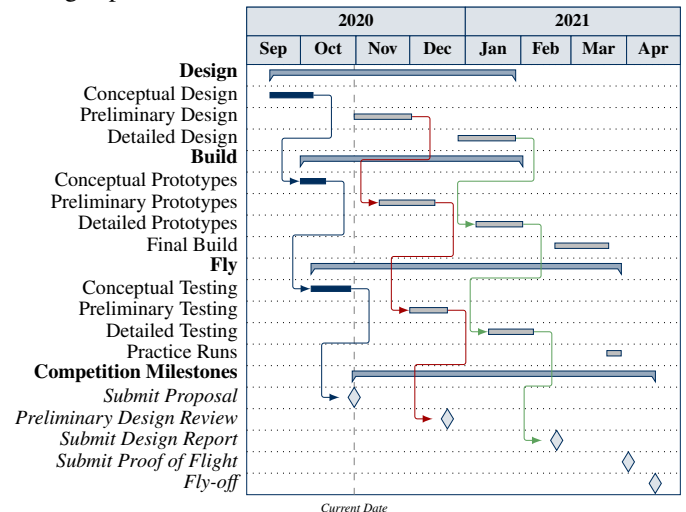 2020 2021
Sep Oct Nov Dec Jan Feb Mar Apr
Design
Conceptual Design
Preliminary Design
Detailed Design
Build
Conceptual Prototypes
Preliminary Prototypes
Detailed Prototypes
Final Build
Fly
Conceptual Testing
Preliminary Testing
Detailed Testing
Practice Runs
Competition Milestones
Submit Proposal
Preliminary Design Review
Submit Design Report
Submit Proof of Flight
Fly-off
Current Date